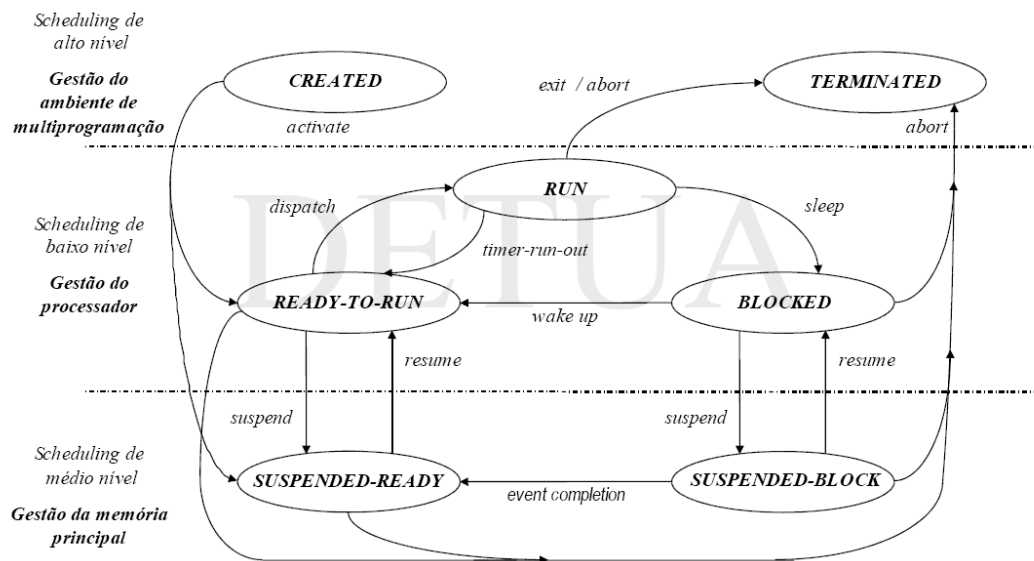 Scheduling de
alto nível
Gestão do
ambiente de
multiprogramação
CREATED
activate
exit / abort
TERMINATED
abort
RUN
dispatch
timer-run-out
sleep
DETUA
Scheduling de
baixo nível
Gestão do
processador
READY-TO-RUN
wake up
BLOCKED
resume
resume
suspend
suspend
Scheduling de
médio nível
Gestão da memória
principal
SUSPENDED-READY
event completion
SUSPENDED-BLOCK